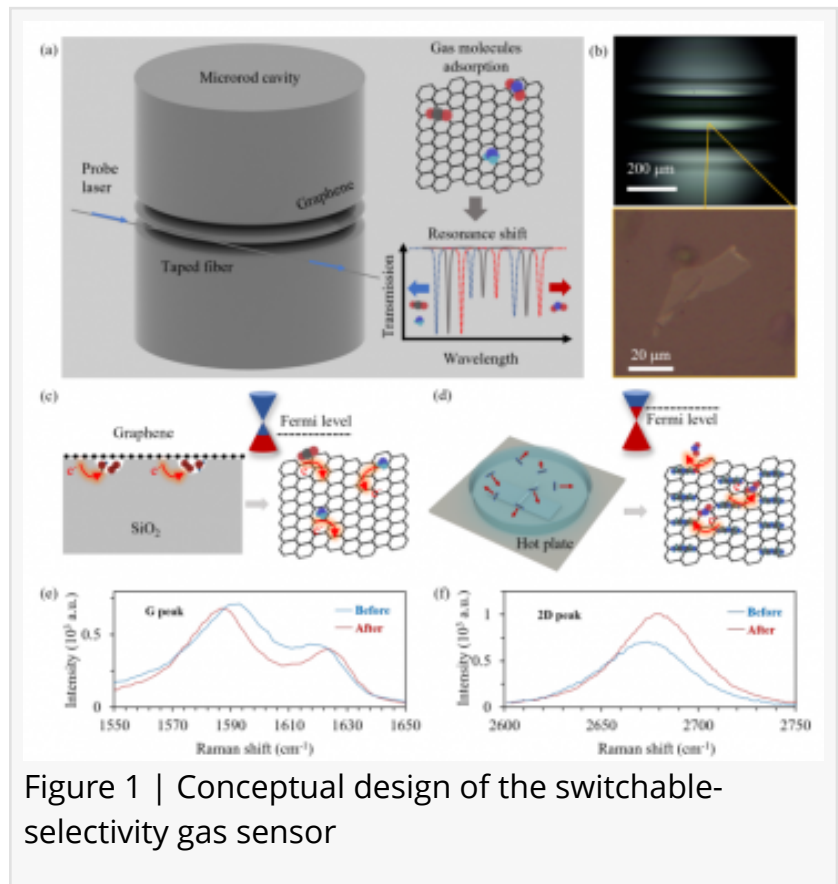 (a)
Microrod cavity
Probe
laser
Graphene
Taped fiber
Gas molecules
adsorption
Resonance shift
Transmission
Wavelength
(b)
200 μm
20 μm
(c)
Graphene
Fermi level
SiO2
(d)
Fermi level
Hot plate
(e)
G peak
Before
After
Intensity (10³ a.u.)
0.5
0
1550 1570 1590 1610 1630 1650
Raman shift (cm⁻¹)
(f)
2D peak
Before
After
Intensity (10³ a.u.)
1
0.5
0
2600 2650 2700 2750
Raman shift (cm⁻¹)
Figure 1 | Conceptual design of the switchable-
selectivity gas sensor